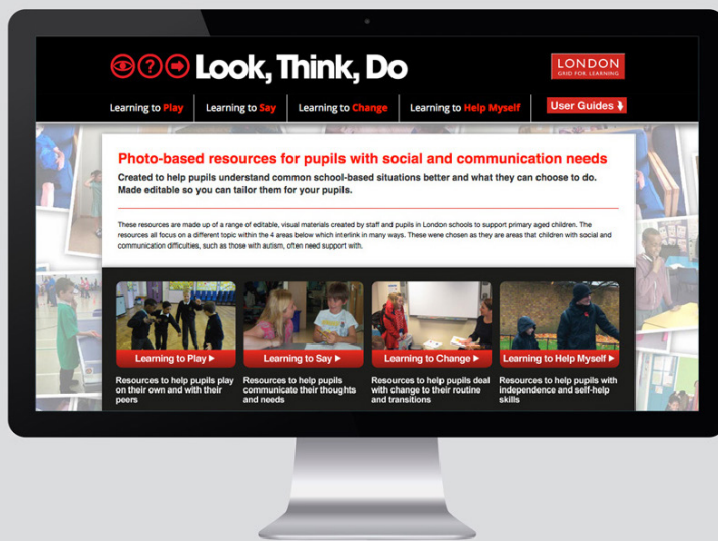 Look, Think, Do
LONDON
GRID FOR LEARNING
Learning to Play
Learning to Say
Learning to Change
Learning to Help Myself
User Guides
Photo-based resources for pupils with social and communication needs
Created to help pupils understand common school-based situations better and what they can choose to do.
Made editable so you can tailor them for your pupils.
These resources are made up of a range of editable, visual materials created by staff and pupils in London schools to support primary aged children. The
resources all focus on a different topic within the 4 areas below which interlink in many ways. These were chosen as they are areas that children with social and
communication difficulties, such as those with autism, often need support with.
Learning to Play
Learning to Say
Learning to Change
Learning to Help Myself
Resources to help pupils play
on their own and with their
peers
Resources to help pupils
communicate their thoughts
and needs
Resources to help pupils deal
with change to their routine
and transitions
Resources to help pupils with
independence and self-help
skills